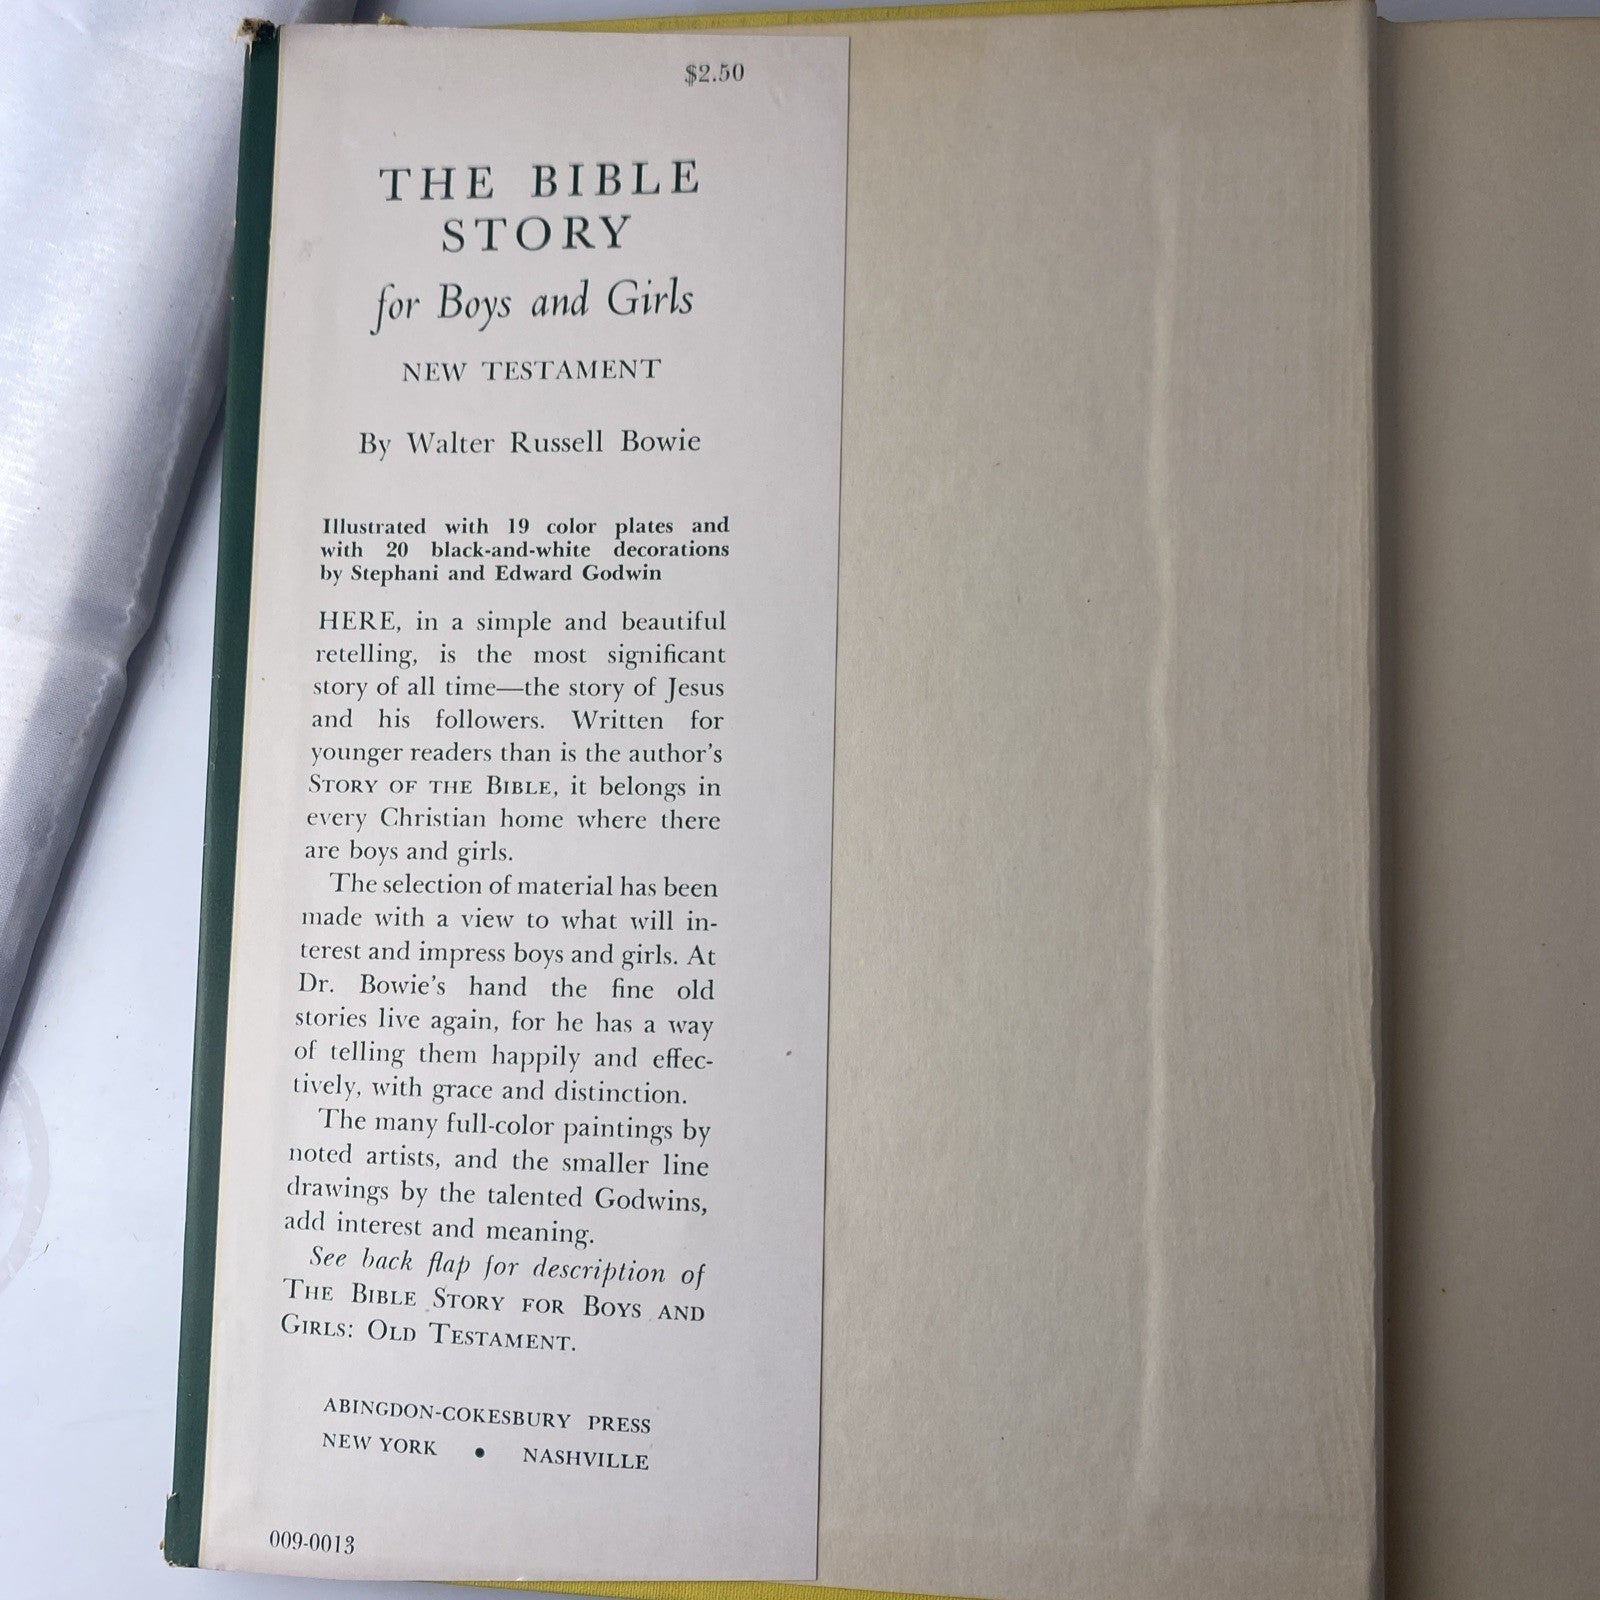 $2.50
THE BIBLE
STORY
for Boys and Girls
NEW TESTAMENT
By Walter Russell Bowie
Illustrated with 19 color plates and
with 20 black-and-white decorations
by Stephani and Edward Godwin
HERE, in a simple and beautiful
retelling, is the most significant
story of all time—the story of Jesus
and his followers. Written for
younger readers than is the author's
STORY OF THE BIBLE, it belongs in
every Christian home where there
are boys and girls.
The selection of material has been
made with a view to what will in-
terest and impress boys and girls. At
Dr. Bowie's hand the fine old
stories live again, for he has a way
of telling them happily and effec-
tively, with grace and distinction.
The many full-color paintings by
noted artists, and the smaller line
drawings by the talented Godwins,
add interest and meaning.
See back flap for description of
THE BIBLE STORY FOR BOYS AND
GIRLS: OLD TESTAMENT.
ABINGDON-COKESBURY PRESS
NEW YORK • NASHVILLE
009-0013